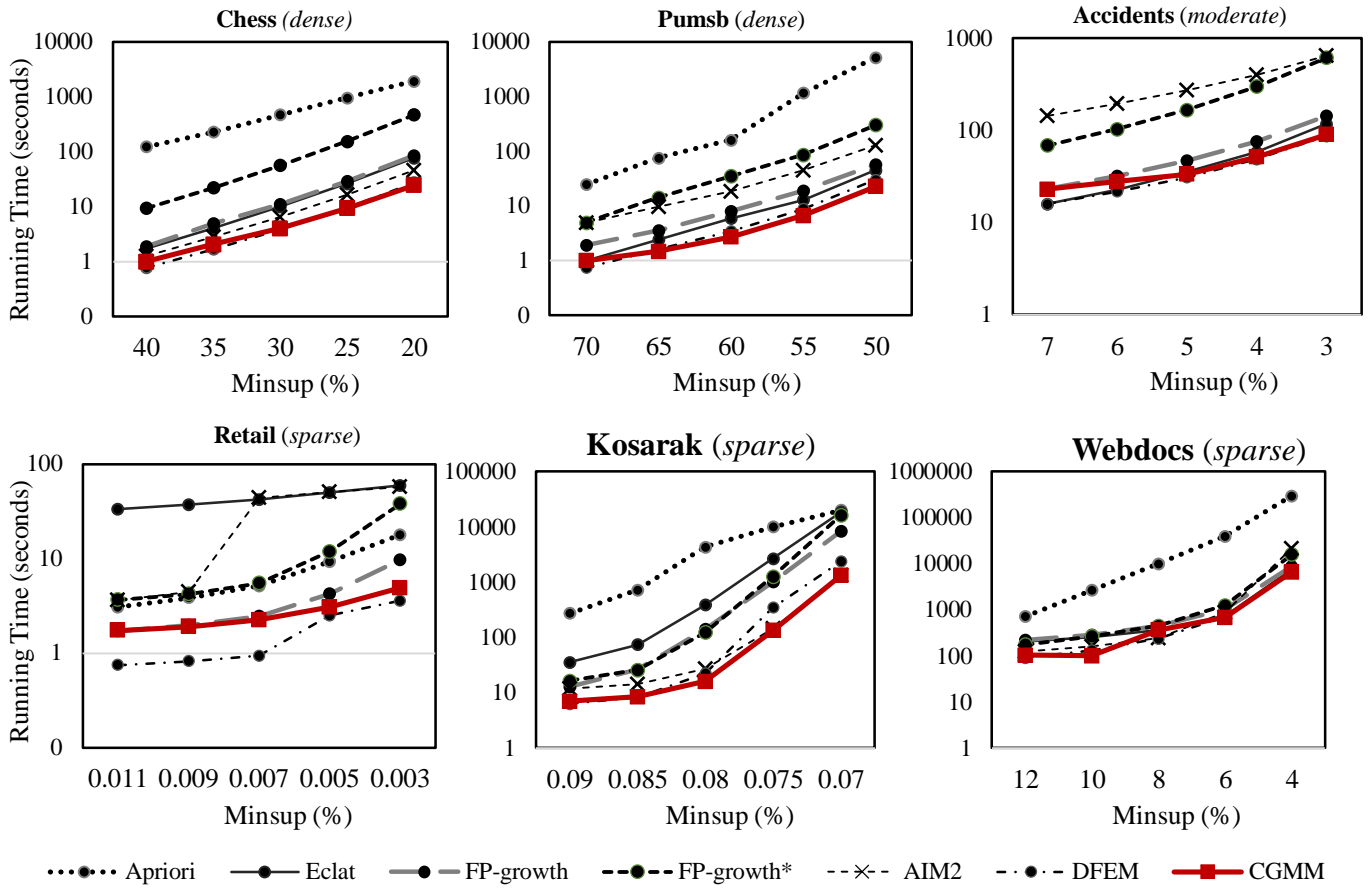 Chess (dense)
10000
1000
100
10
1
0
Running Time (seconds)
40 35 30 25 20
Minsup (%)
Pumsb (dense)
10000
1000
100
10
1
0
70 65 60 55 50
Minsup (%)
Accidents (moderate)
1000
100
10
1
7 6 5 4 3
Minsup (%)
Retail (sparse)
100
10
1
0
Running Time (seconds)
0.011 0.009 0.007 0.005 0.003
Minsup (%)
Kosarak (sparse)
100000
10000
1000
100
10
1
0.09 0.085 0.08 0.075 0.07
Minsup (%)
Webdocs (sparse)
1000000
100000
10000
1000
100
10
1
12 10 8 6 4
Minsup (%)
Apriori Eclat FP-growth FP-growth* AIM2 DFEM CGMM